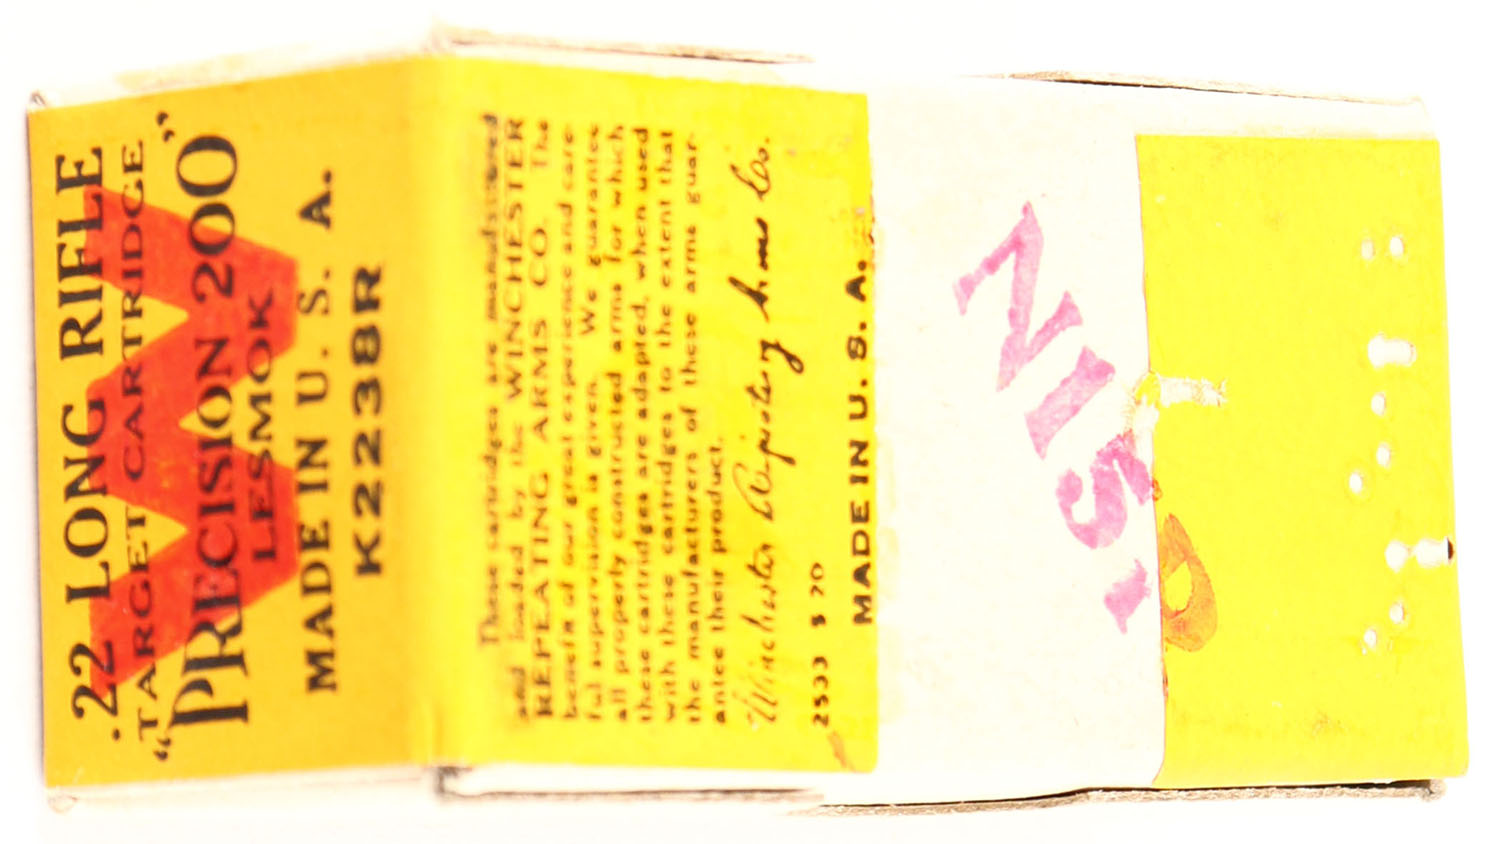 .22 LONG RIFLE
TARGET CARTRIDGE
"PRECISION 200"
LESMOK
MADE IN U. S. A.
K2238R
These cartridges are manufactured
and loaded by the WINCHESTER
REPEATING ARMS CO. The
benefit of our great experience and care-
ful supervision is given. We guarantee
all properly constructed arms for which
these cartridges are adapted, when used
with these cartridges to the extent that
the manufacturers of these arms guar-
antee their product.
Winchester Repeating Arms Co.
2533 5 70
MADE IN U. S. A.